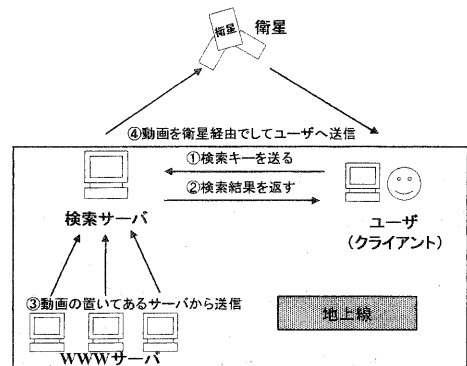 衛星
衛星
④動画を衛星経由でしてユーザへ送信
①検索キーを送る
②検索結果を返す
検索サーバ
ユーザ
(クライアント)
③動画の置いてあるサーバから送信
地上線
WWWサーバ